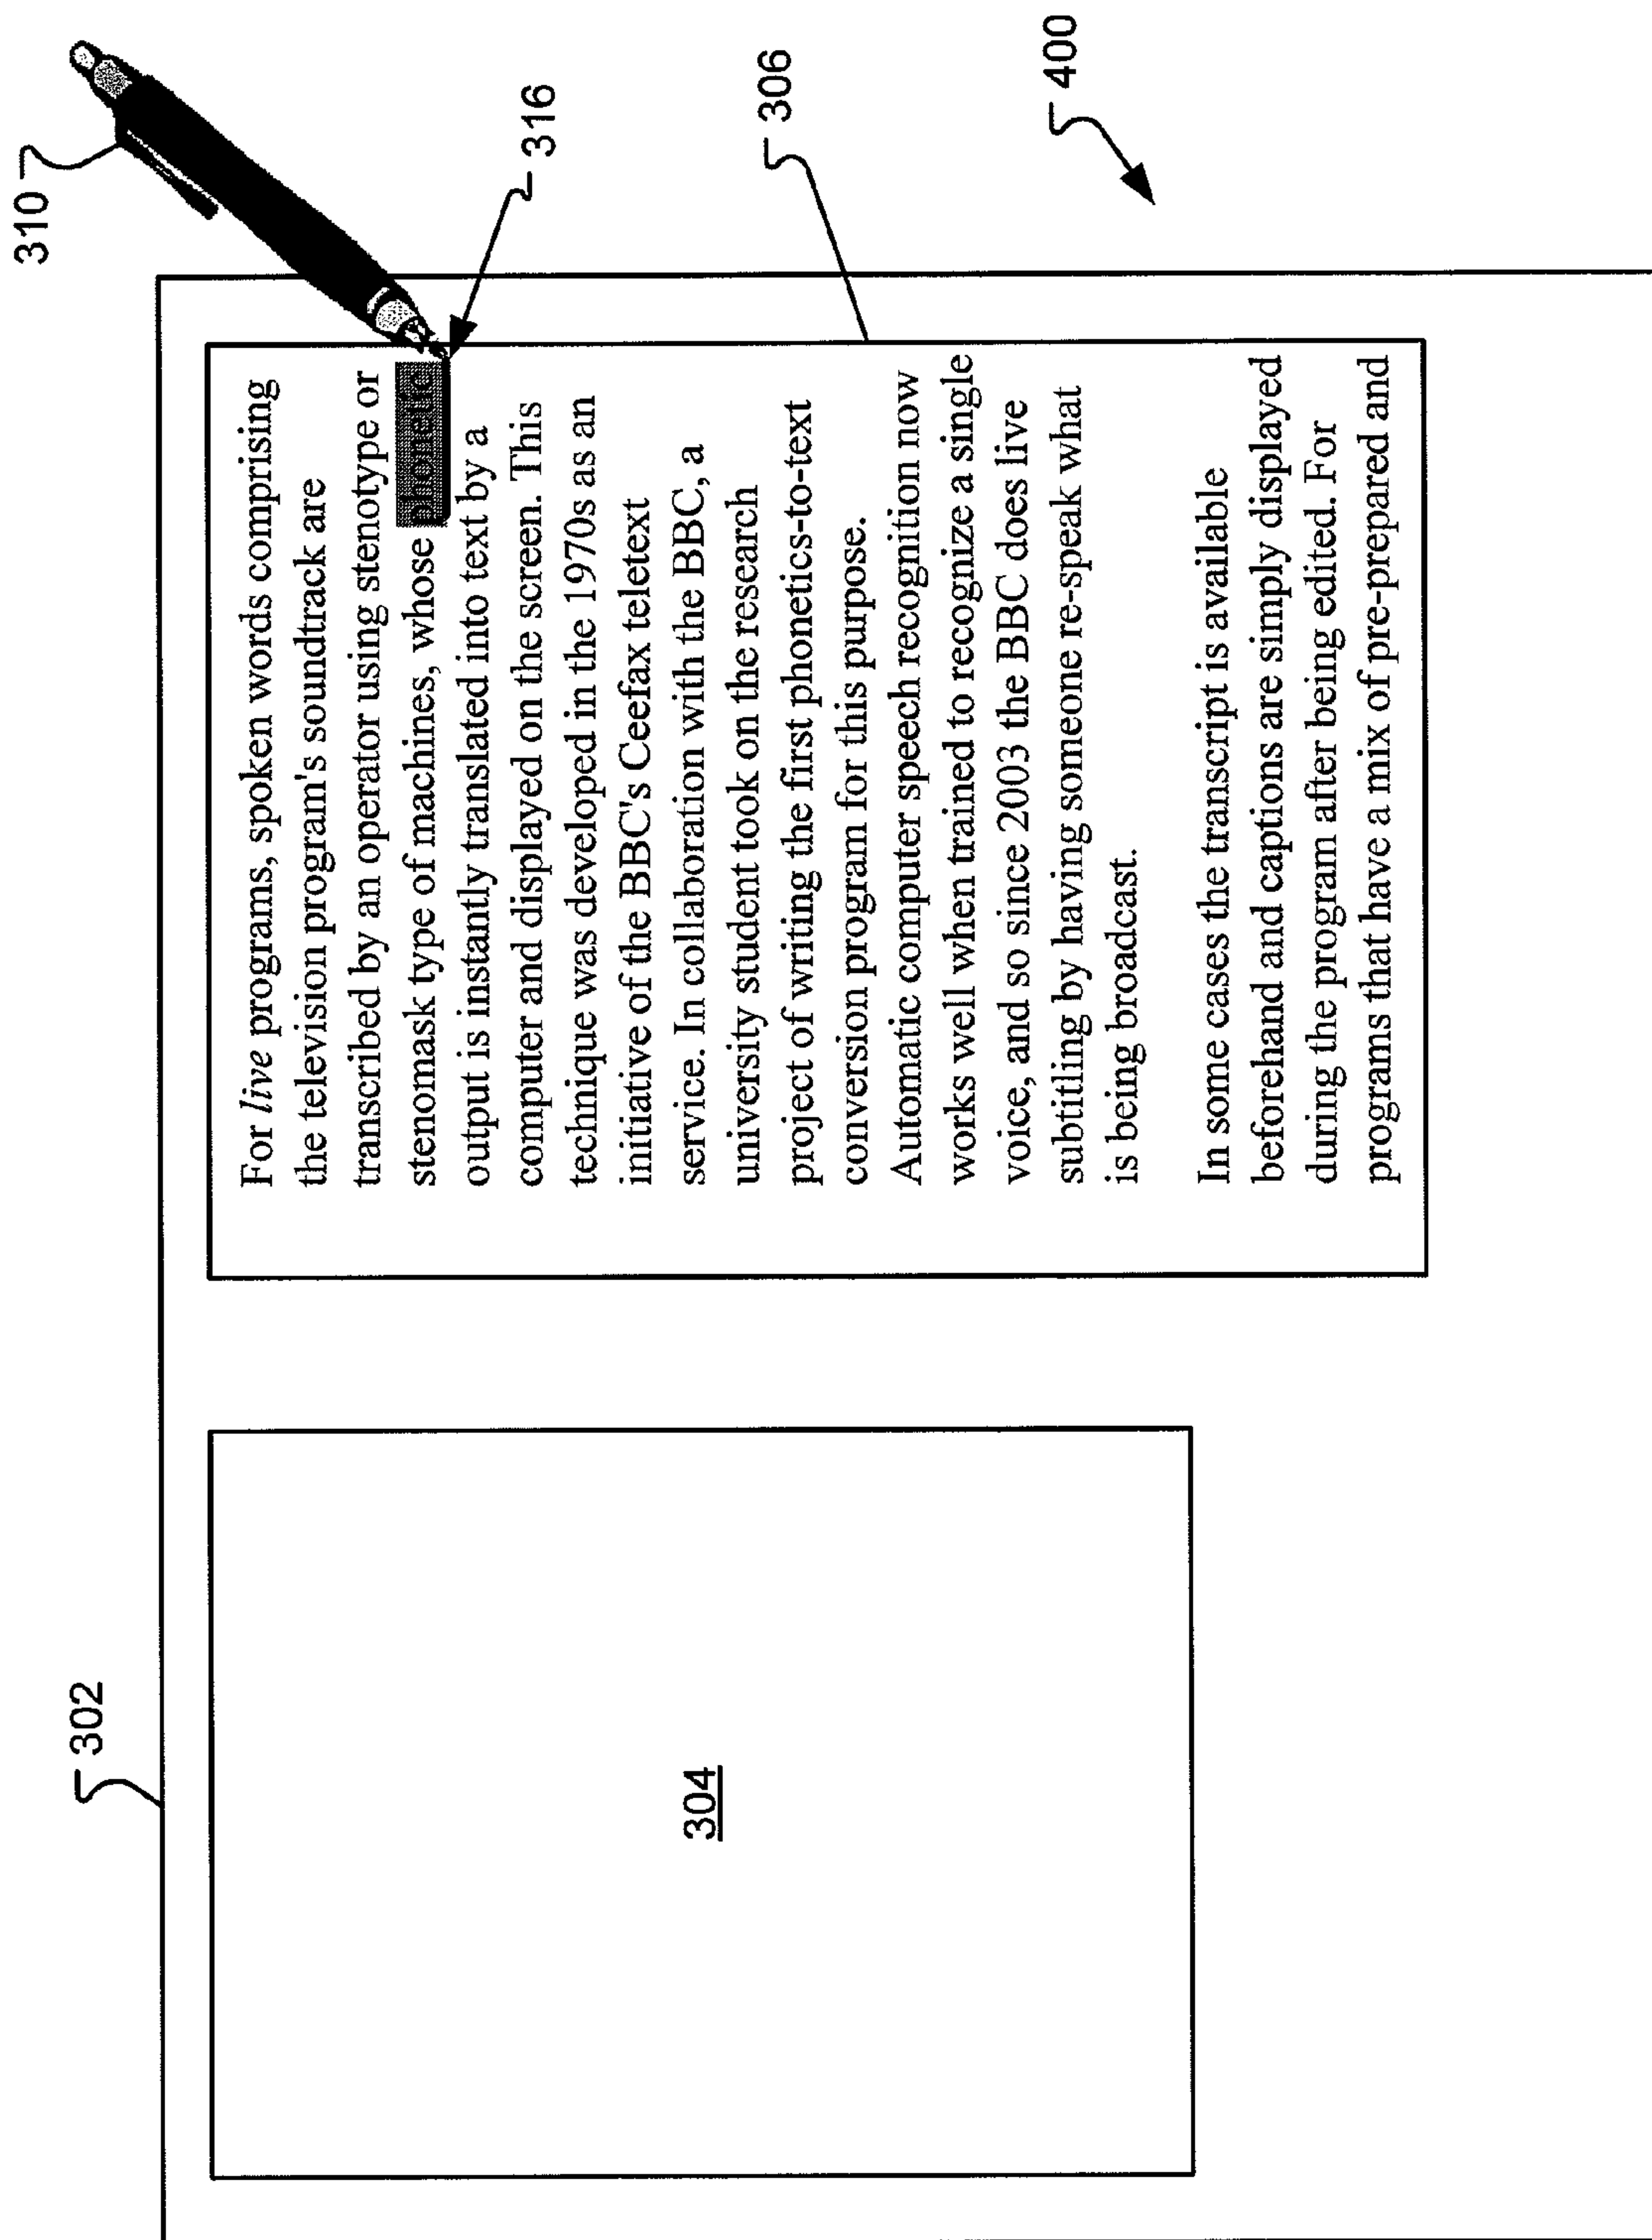 302
310
316
306
400
304
For live programs, spoken words comprising
the television program's soundtrack are
transcribed by an operator using stenotype or
stenomask type of machines, whose phonetic
output is instantly translated into text by a
computer and displayed on the screen. This
technique was developed in the 1970s as an
initiative of the BBC's Ceefax teletext
service. In collaboration with the BBC, a
university student took on the research
project of writing the first phonetics-to-text
conversion program for this purpose.
Automatic computer speech recognition now
works well when trained to recognize a single
voice, and so since 2003 the BBC does live
subtitling by having someone re-speak what
is being broadcast.
In some cases the transcript is available
beforehand and captions are simply displayed
during the program after being edited. For
programs that have a mix of pre-prepared and